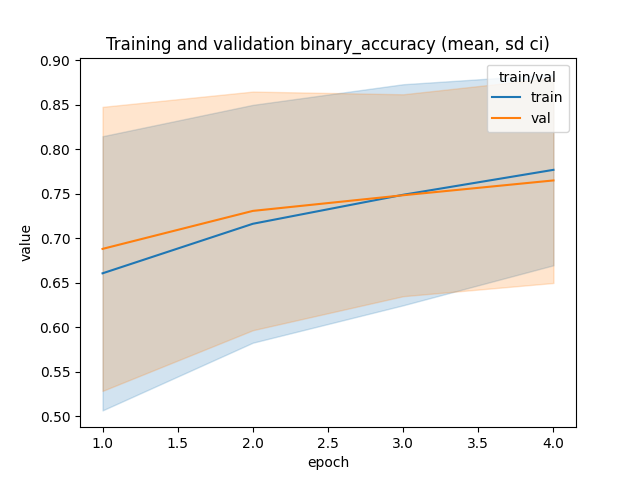 Training and validation binary_accuracy (mean, sd ci)
train/val
train
val
value
0.90
0.85
0.80
0.75
0.70
0.65
0.60
0.55
0.50
1.0 1.5 2.0 2.5 3.0 3.5 4.0
epoch